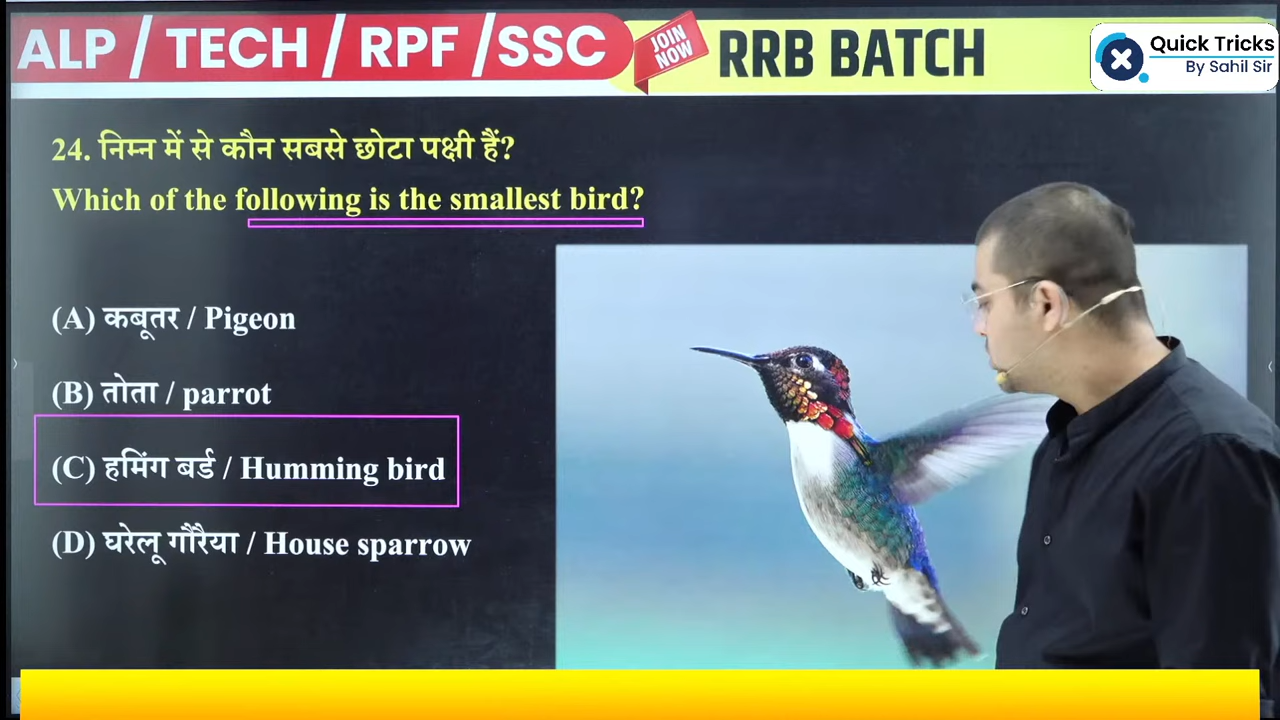 ALP / TECH / RPF / SSC
JOIN
NOW
RRB BATCH
Quick Tricks
By Sahil Sir
24. निम्न में से कौन सबसे छोटा पक्षी हैं?
Which of the following is the smallest bird?
(A) कबूतर / Pigeon
(B) तोता / parrot
(C) हमिंग बर्ड / Humming bird
(D) घरेलू गौरैया / House sparrow